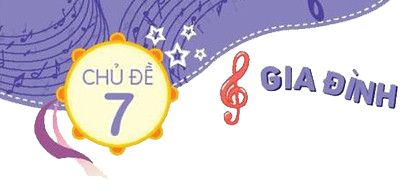 CHỦ ĐỀ
7
GIA ĐÌNH